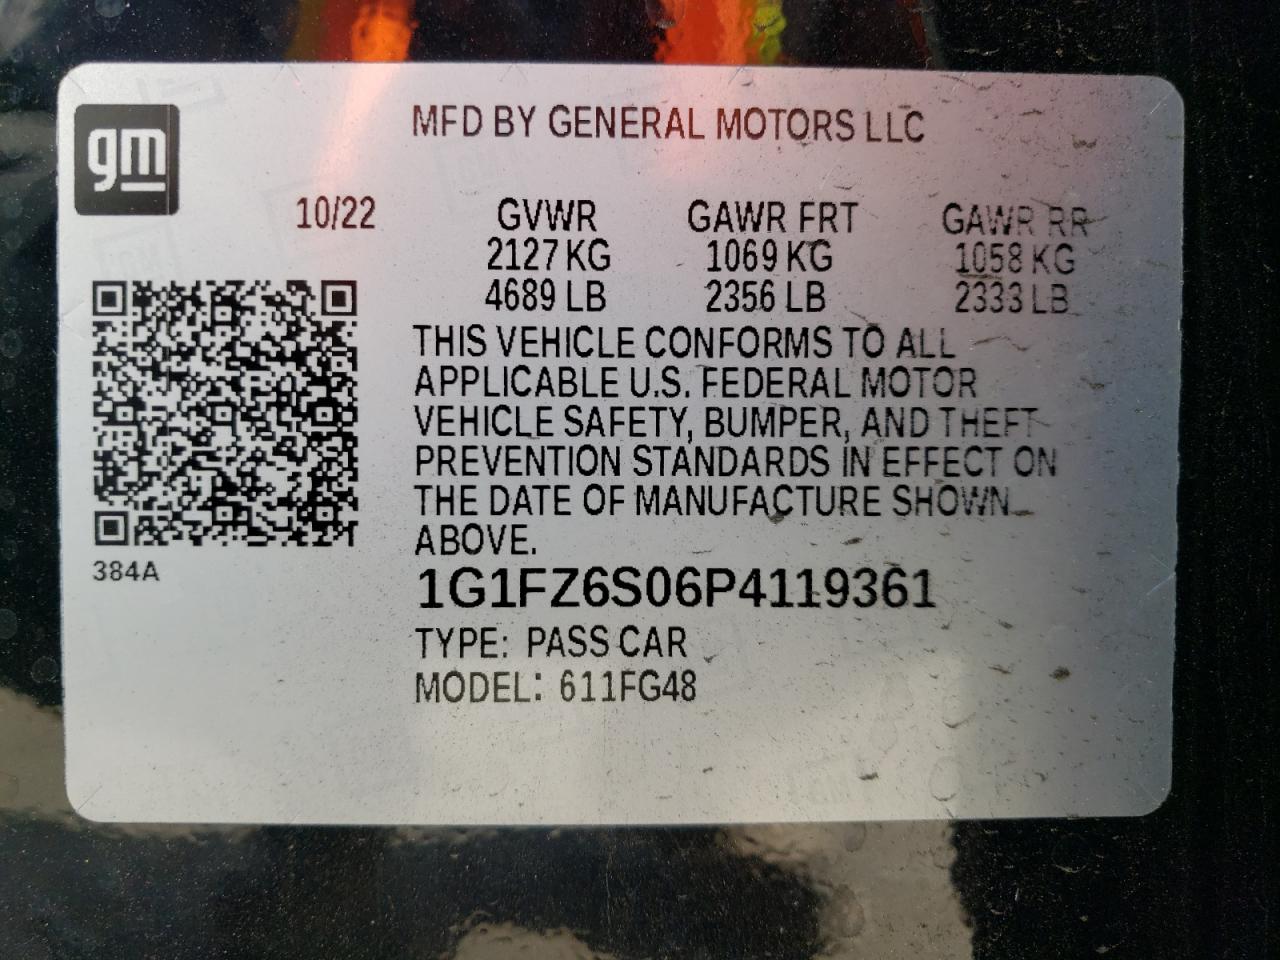 gm
MFD BY GENERAL MOTORS LLC
10/22 GVWR GAWR FRT GAWR RR
2127 KG 1069 KG 1058 KG
4689 LB 2356 LB 2333 LB
THIS VEHICLE CONFORMS TO ALL
APPLICABLE U.S. FEDERAL MOTOR
VEHICLE SAFETY, BUMPER, AND THEFT
PREVENTION STANDARDS IN EFFECT ON
THE DATE OF MANUFACTURE SHOWN
ABOVE.
384A
1G1FZ6S06P4119361
TYPE: PASS CAR
MODEL: 611FG48